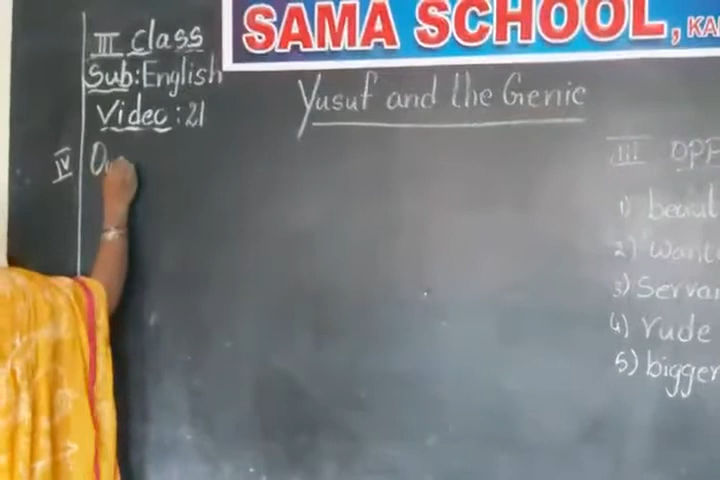 SAMA SCHOOL, KA
III Class
Sub: English
Video: 21
Yusuf and the Genie
IV
III OPP
1) beaut
2) Want
3) Servan
4) rude
5) bigger